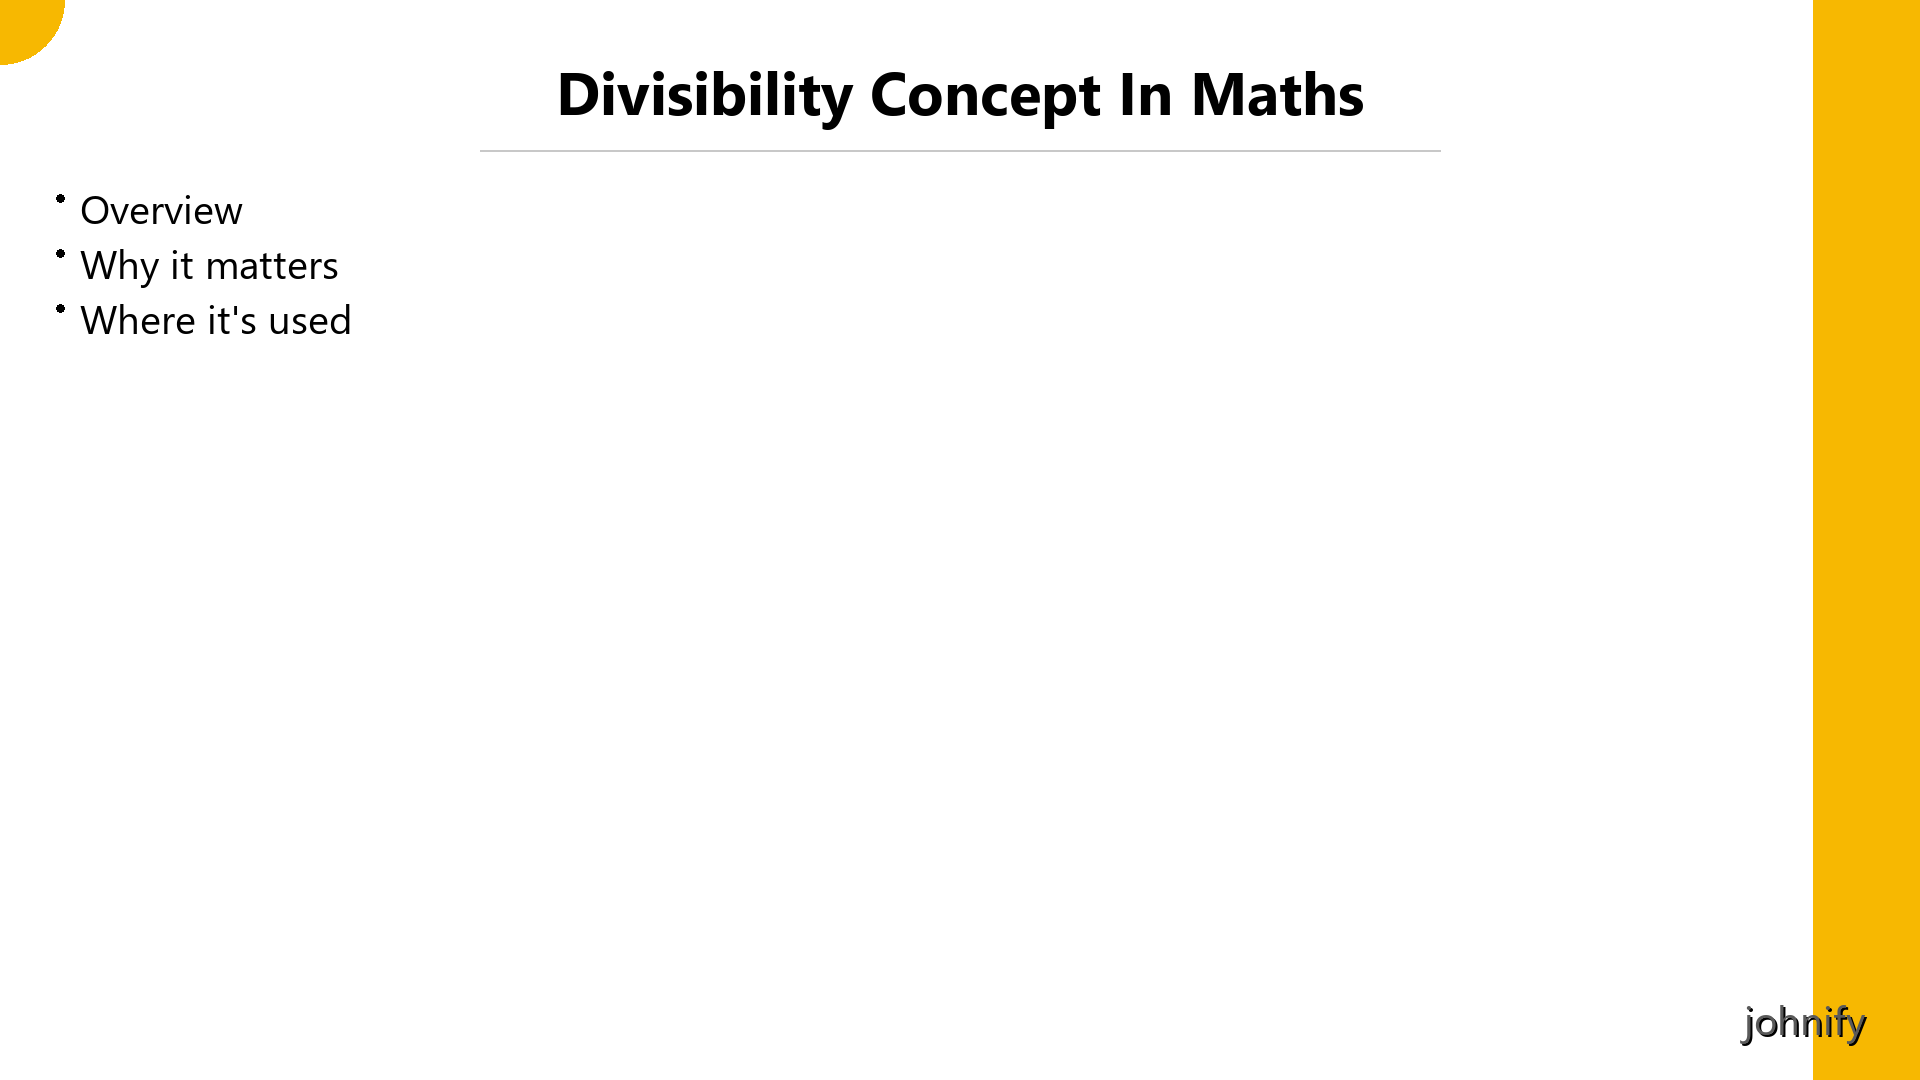 Divisibility Concept In Maths
• Overview
• Why it matters
• Where it's used
johnify